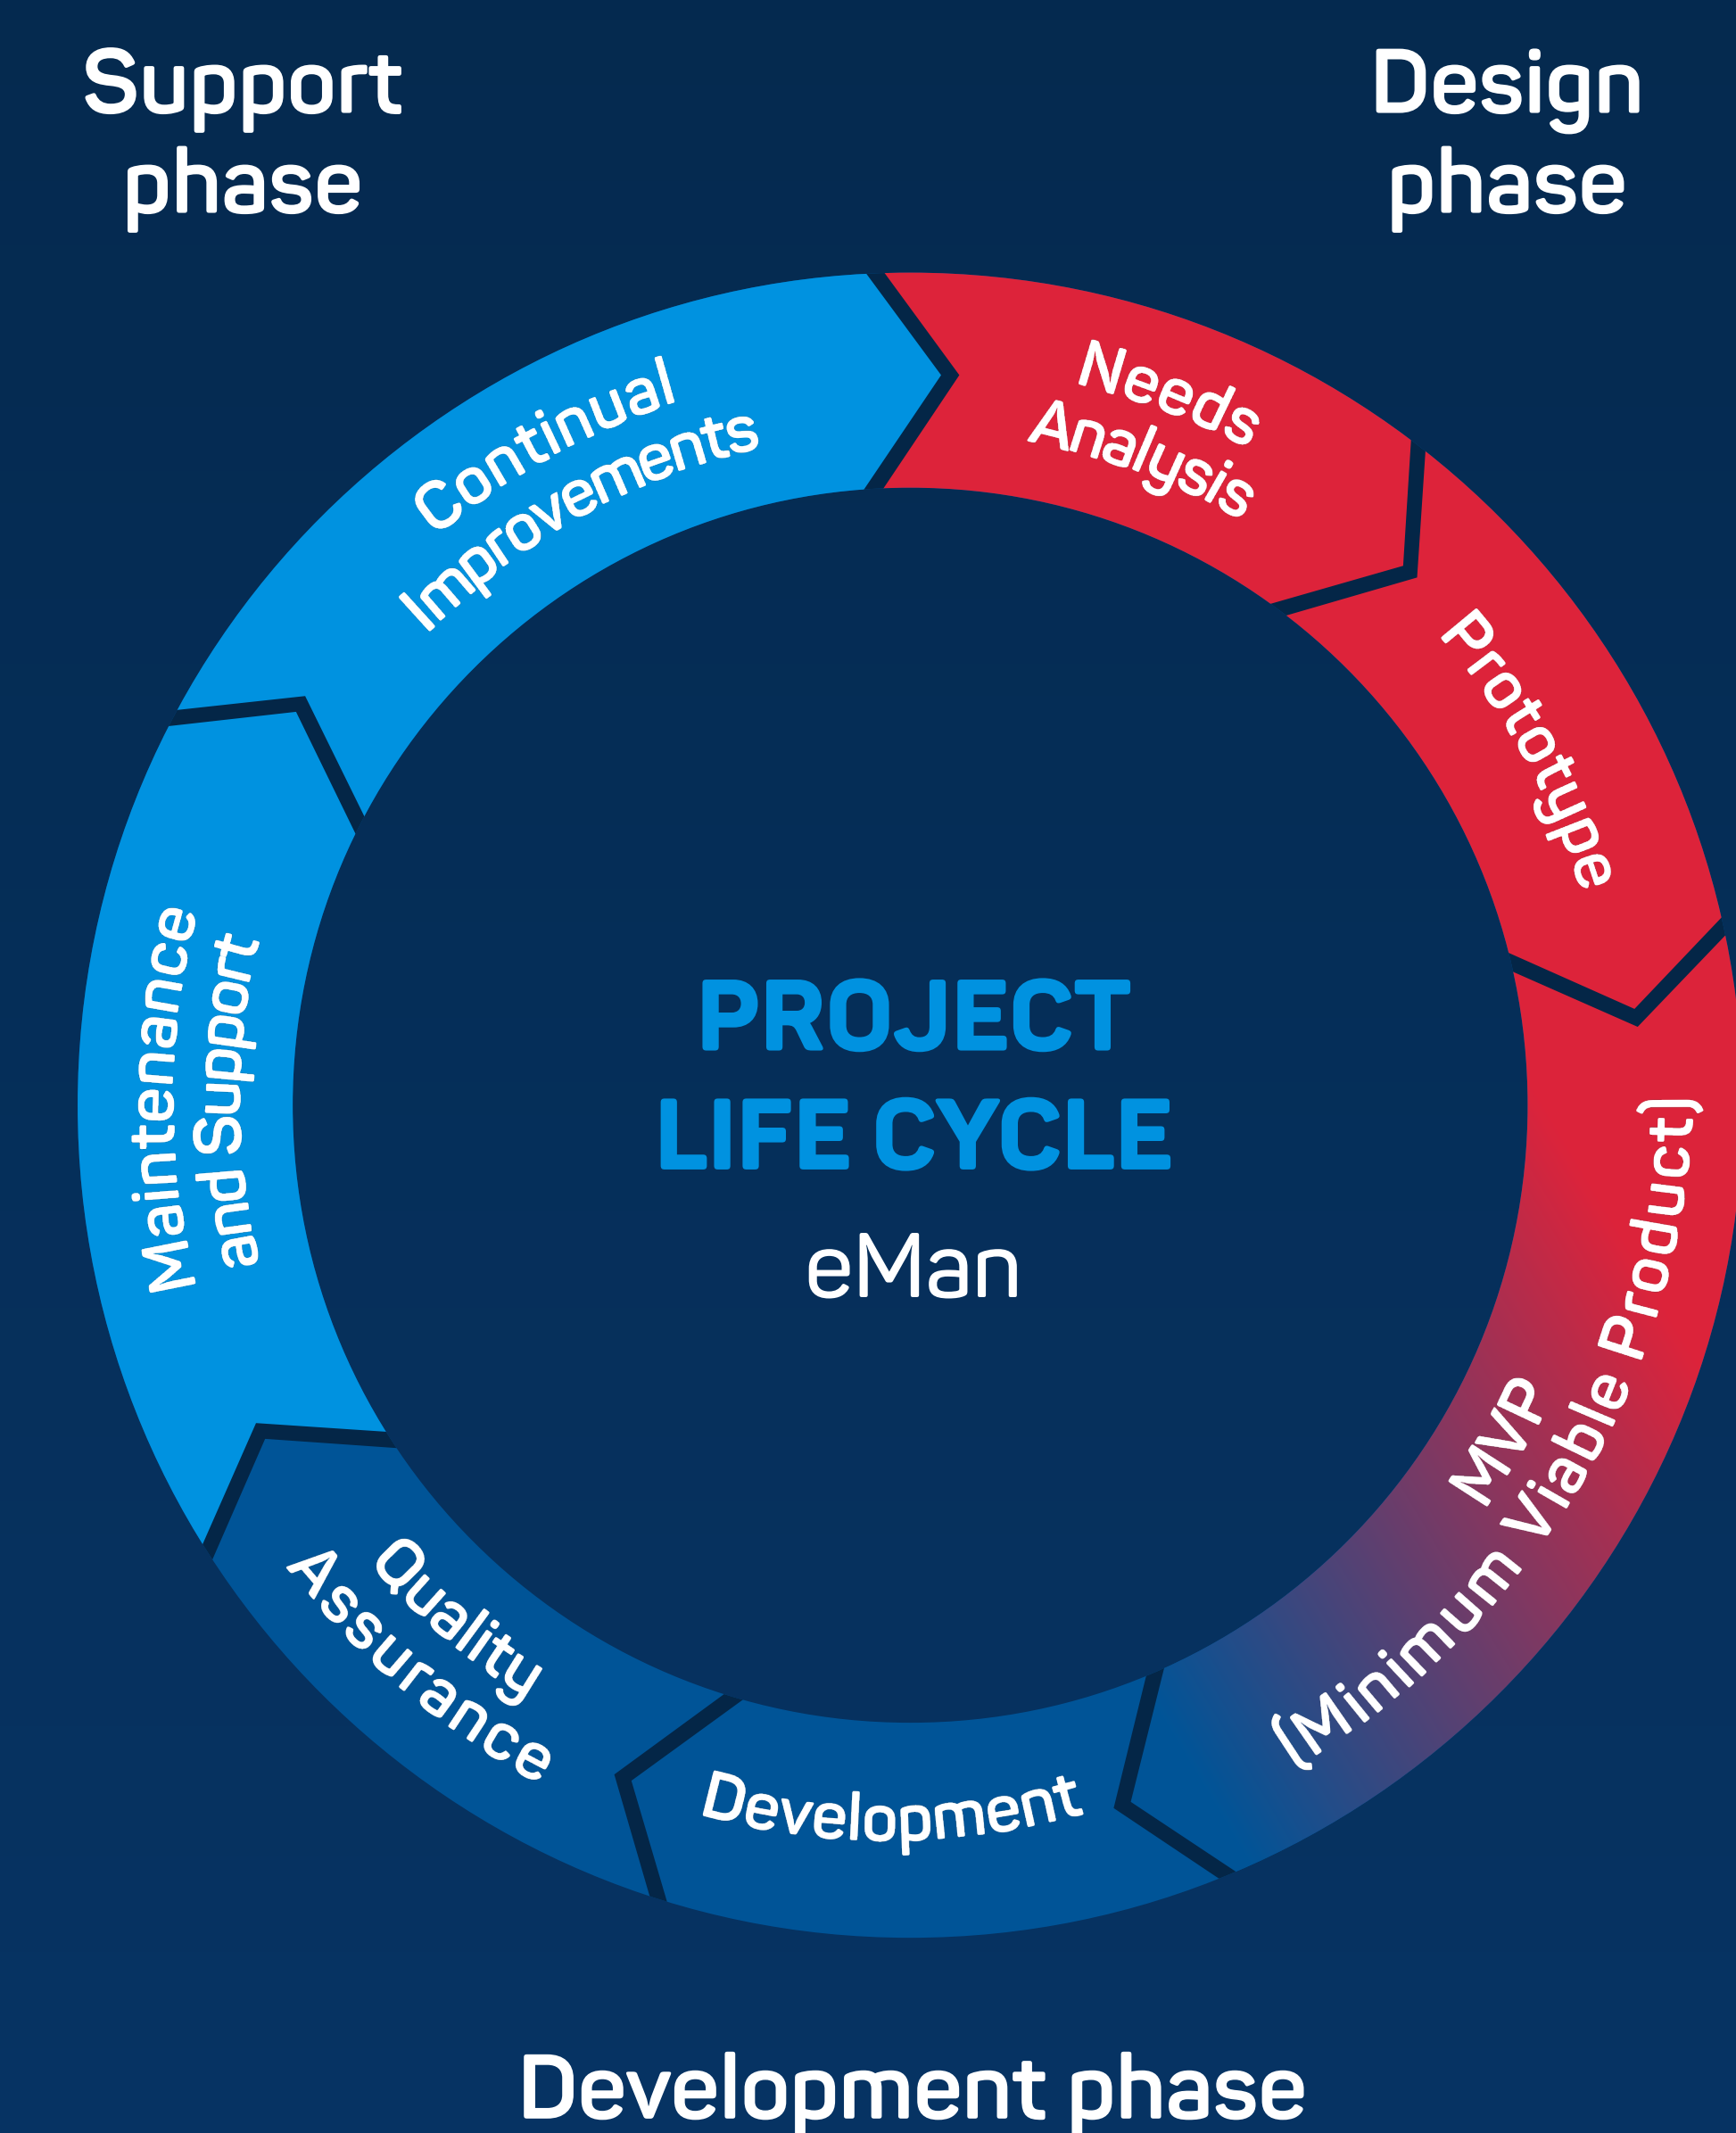 Support
phase
Design
phase
Needs
Analysis
Prototype
MVP
(Minimum Viable Product)
Development
Quality
Assurance
Maintenance
and Support
Continual
Improvements
PROJECT
LIFE CYCLE
eMan
Development phase